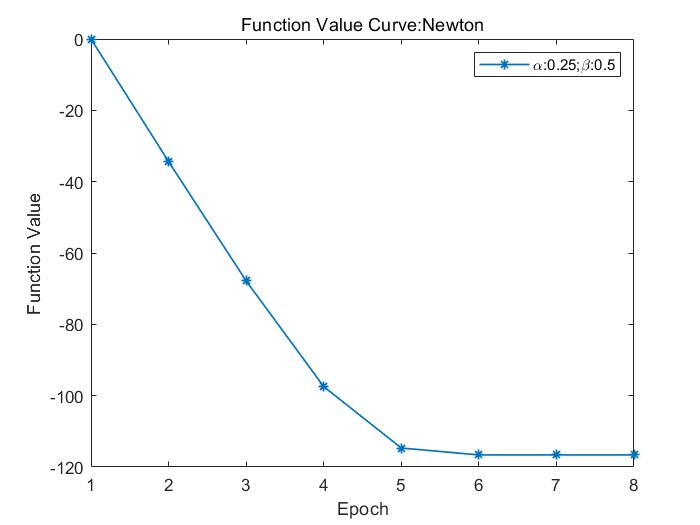 Function Value Curve:Newton
α:0.25;β:0.5
Function Value
0
-20
-40
-60
-80
-100
-120
1 2 3 4 5 6 7 8
Epoch